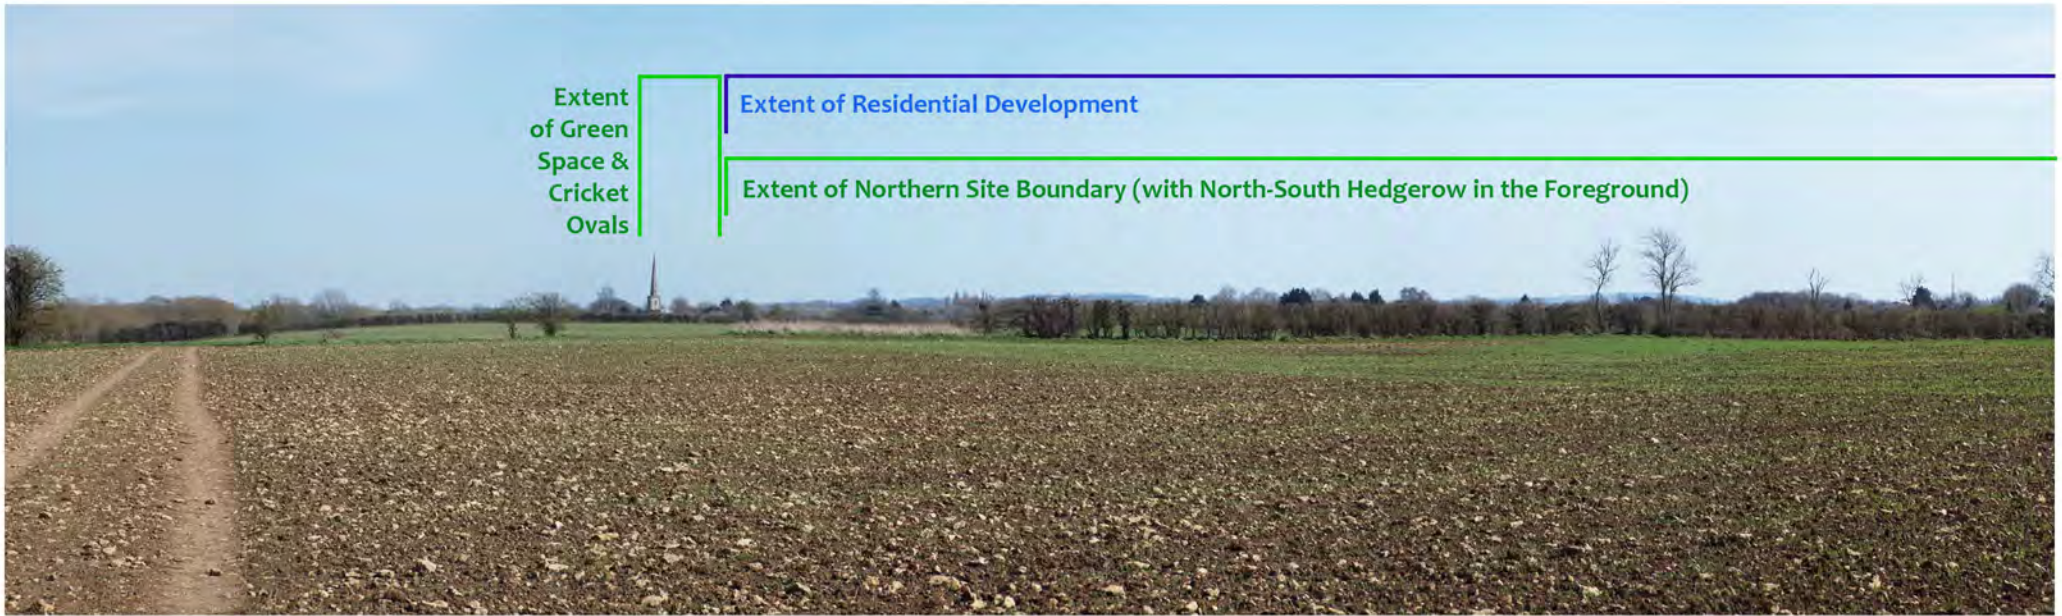 Extent
of Green
Space &
Cricket
Ovals
Extent of Residential Development
Extent of Northern Site Boundary (with North-South Hedgerow in the Foreground)